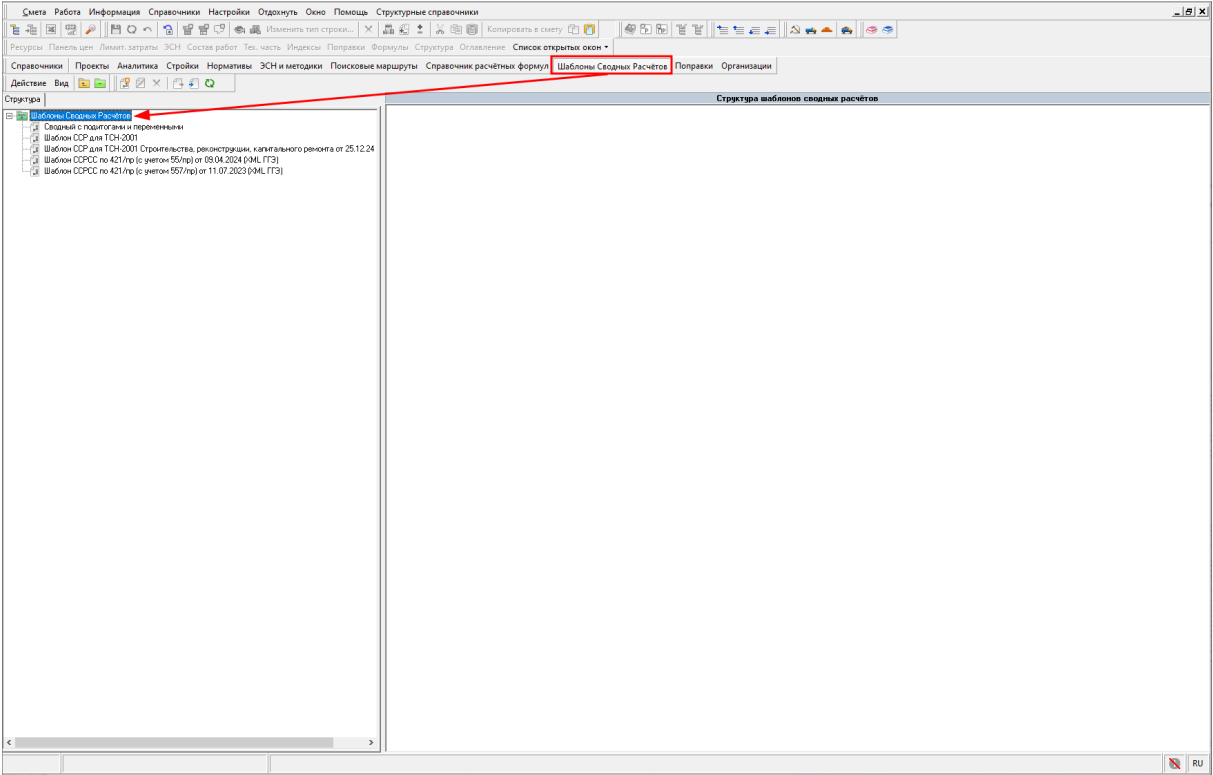 Смета Работа Информация Справочники Настройки Отдохнуть Окно Помощь Структурные справочники
Изменить тип строки... Копировать в смету
Ресурсы Панель цен Лимит. затраты ЭСН Состав работ Тех. часть Индексы Поправки Формулы Структура Оглавление Список открытых окон
Справочники Проекты Аналитика Стройки Нормативы ЭСН и методики Поисковые маршруты Справочник расчётных формул Шаблоны Сводных Расчётов Поправки Организации
Действие Вид
Структура
Структура шаблонов сводных расчётов
Шаблоны Сводных Расчётов
Сводный с подитогами и переменными
Шаблон ССР для ТСН-2001
Шаблон ССР для ТСН-2001 Строительства, реконструкции, капитального ремонта от 25.12.24
Шаблон ССРСС по 421/пр (с учетом 55/пр) от 09.04.2024 (XML ГГЭ)
Шаблон ССРСС по 421/пр (с учетом 557/пр) от 11.07.2023 (XML ГГЭ)
RU